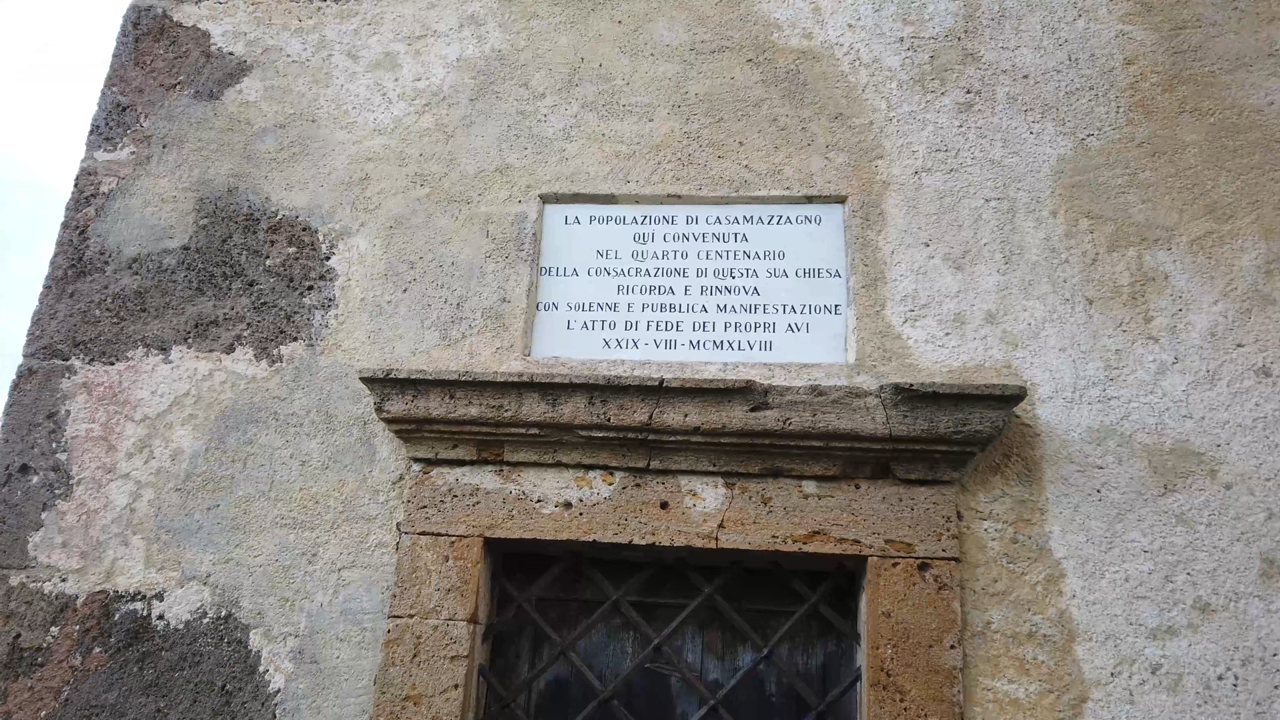 LA POPOLAZIONE DI CASAMAZZAGNO
QUÌ CONVENUTA
NEL QUARTO CENTENARIO
DELLA CONSACRAZIONE DI QUESTA SUA CHIESA
RICORDA E RINNOVA
CON SOLENNE E PUBBLICA MANIFESTAZIONE
L'ATTO DI FEDE DEI PROPRI AVI
XXIX - VIII - MCMXLVIII